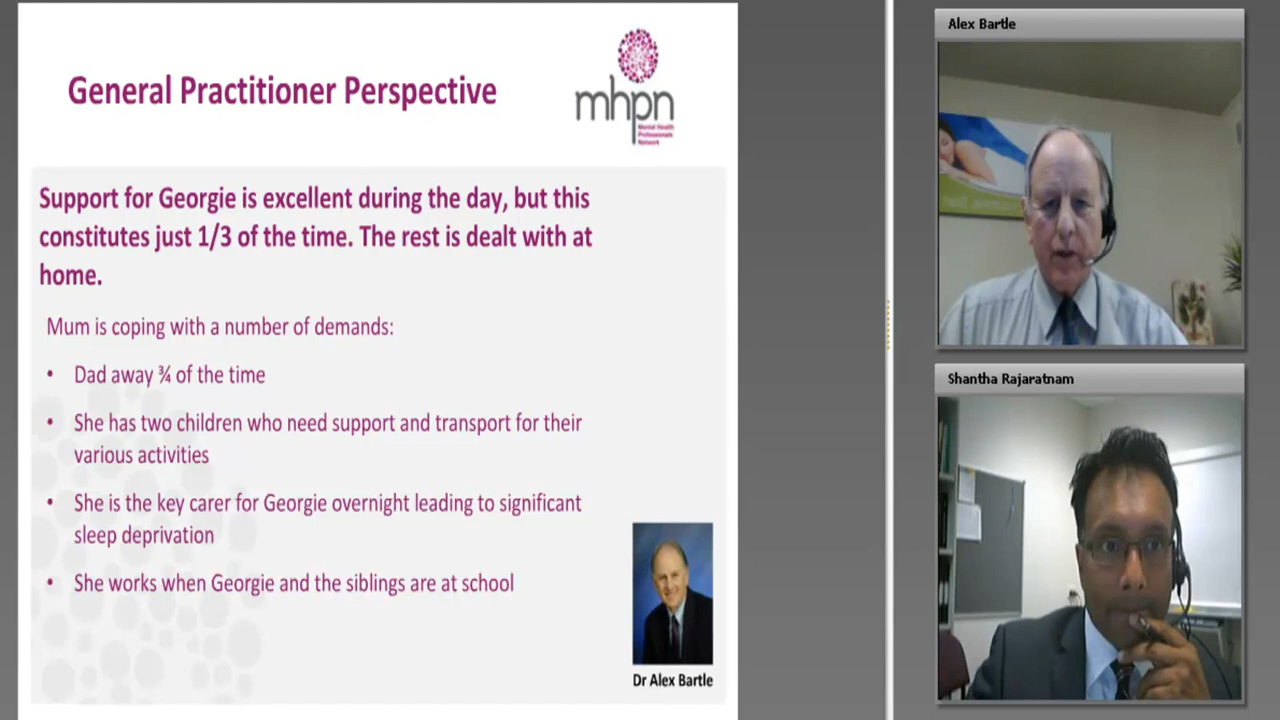 General Practitioner Perspective
mhpn
Mental Health
Professionals
Network
Support for Georgie is excellent during the day, but this
constitutes just 1/3 of the time. The rest is dealt with at
home.
Mum is coping with a number of demands:
• Dad away ¾ of the time
• She has two children who need support and transport for their
various activities
• She is the key carer for Georgie overnight leading to significant
sleep deprivation
• She works when Georgie and the siblings are at school
Dr Alex Bartle
Alex Bartle
Shantha Rajaratnam